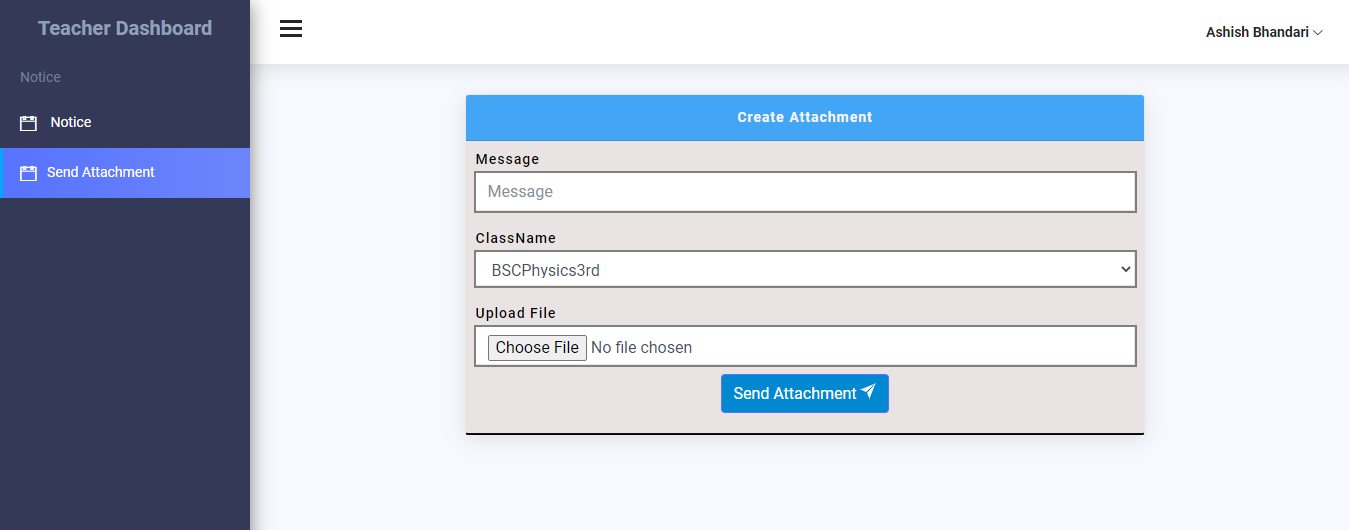 Teacher Dashboard
Ashish Bhandari
Notice
Notice
Send Attachment
Create Attachment
Message
Message
ClassName
BSCPhysics3rd
Upload File
Choose File No file chosen
Send Attachment